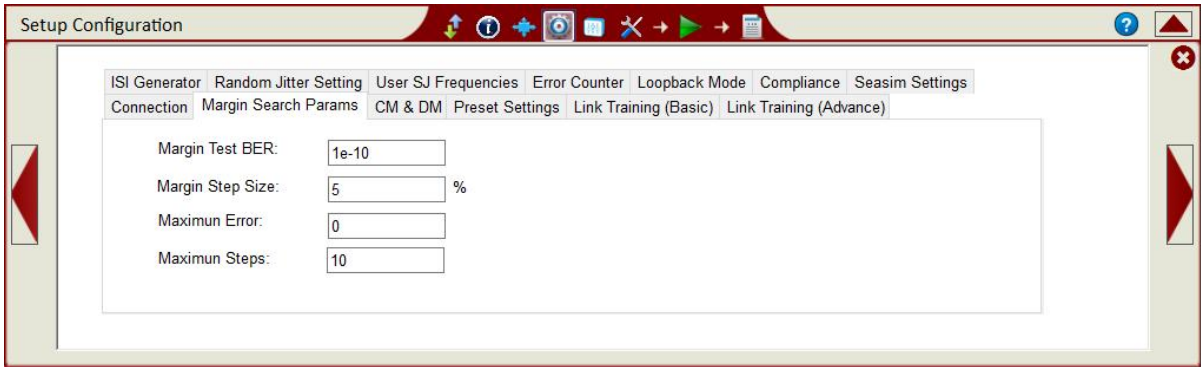 Setup Configuration
ISI Generator Random Jitter Setting User SJ Frequencies Error Counter Loopback Mode Compliance Seasim Settings
Connection Margin Search Params CM & DM Preset Settings Link Training (Basic) Link Training (Advance)
Margin Test BER: 1e-10
Margin Step Size: 5 %
Maximun Error: 0
Maximun Steps: 10